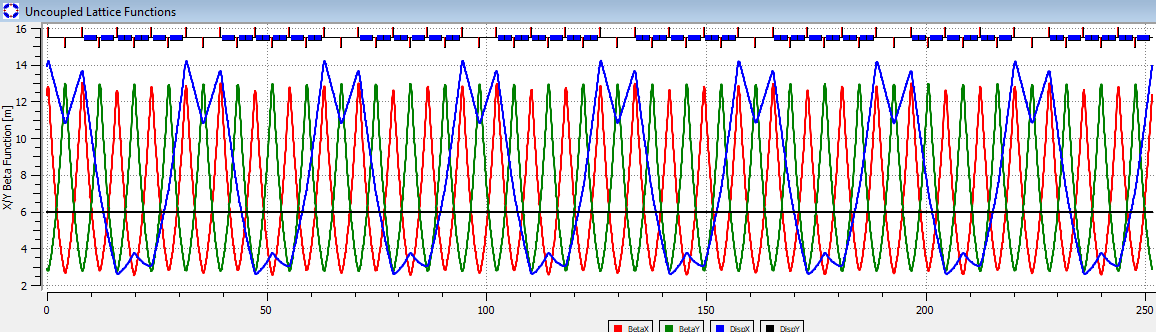 Uncoupled Lattice Functions
16
14
12
10
8
6
4
2
X/Y Beta Function [m]
0 50 100 150 200 250
BetaX BetaY DispX DispY